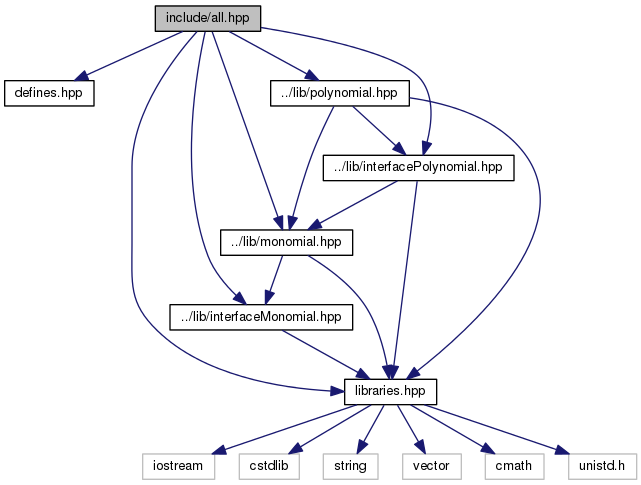 include/all.hpp
defines.hpp
../lib/polynomial.hpp
../lib/interfacePolynomial.hpp
../lib/monomial.hpp
../lib/interfaceMonomial.hpp
libraries.hpp
iostream
cstdlib
string
vector
cmath
unistd.h